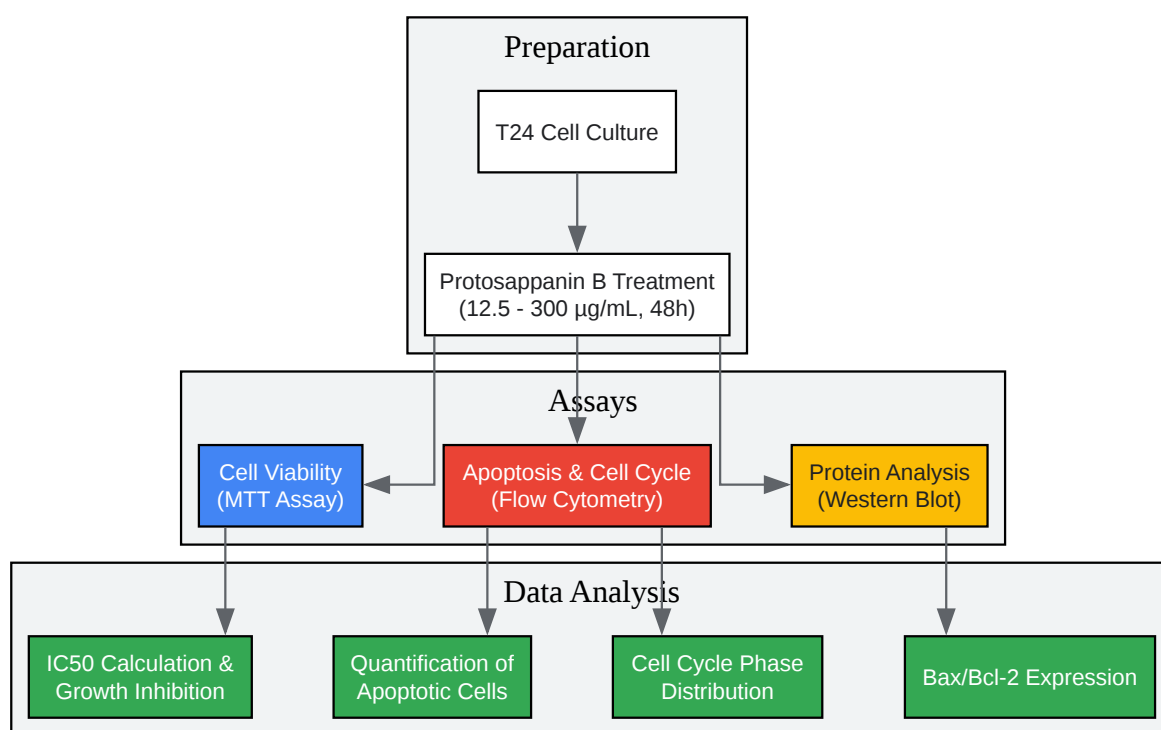 Preparation
T24 Cell Culture
Protosappanin B Treatment
(12.5 - 300 µg/mL, 48h)
Assays
Cell Viability
(MTT Assay)
Apoptosis & Cell Cycle
(Flow Cytometry)
Protein Analysis
(Western Blot)
Data Analysis
IC50 Calculation &
Growth Inhibition
Quantification of
Apoptotic Cells
Cell Cycle Phase
Distribution
Bax/Bcl-2 Expression